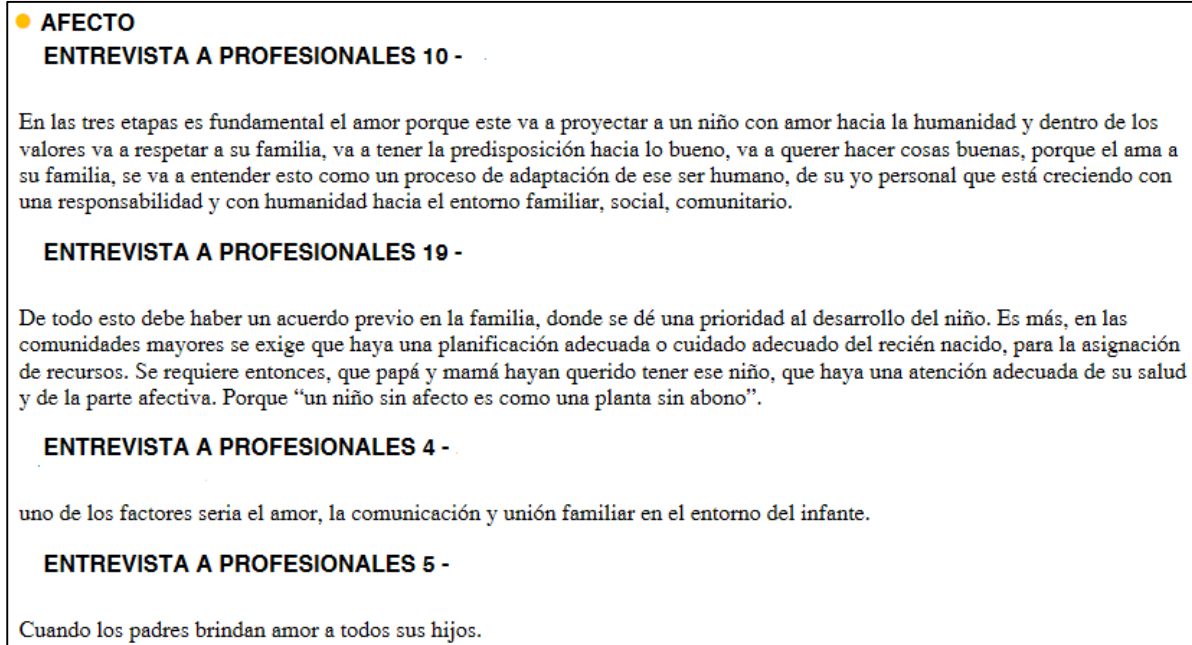 AFECTO
ENTREVISTA A PROFESIONALES 10 -
En las tres etapas es fundamental el amor porque este va a proyectar a un niño con amor hacia la humanidad y dentro de los
valores va a respetar a su familia, va a tener la predisposición hacia lo bueno, va a querer hacer cosas buenas, porque el ama a
su familia, se va a entender esto como un proceso de adaptación de ese ser humano, de su yo personal que está creciendo con
una responsabilidad y con humanidad hacia el entorno familiar, social, comunitario.
ENTREVISTA A PROFESIONALES 19 -
De todo esto debe haber un acuerdo previo en la familia, donde se dé una prioridad al desarrollo del niño. Es más, en las
comunidades mayores se exige que haya una planificación adecuada o cuidado adecuado del recién nacido, para la asignación
de recursos. Se requiere entonces, que papá y mamá hayan querido tener ese niño, que haya una atención adecuada de su salud
y de la parte afectiva. Porque “un niño sin afecto es como una planta sin abono”.
ENTREVISTA A PROFESIONALES 4 -
uno de los factores seria el amor, la comunicación y unión familiar en el entorno del infante.
ENTREVISTA A PROFESIONALES 5 -
Cuando los padres brindan amor a todos sus hijos.